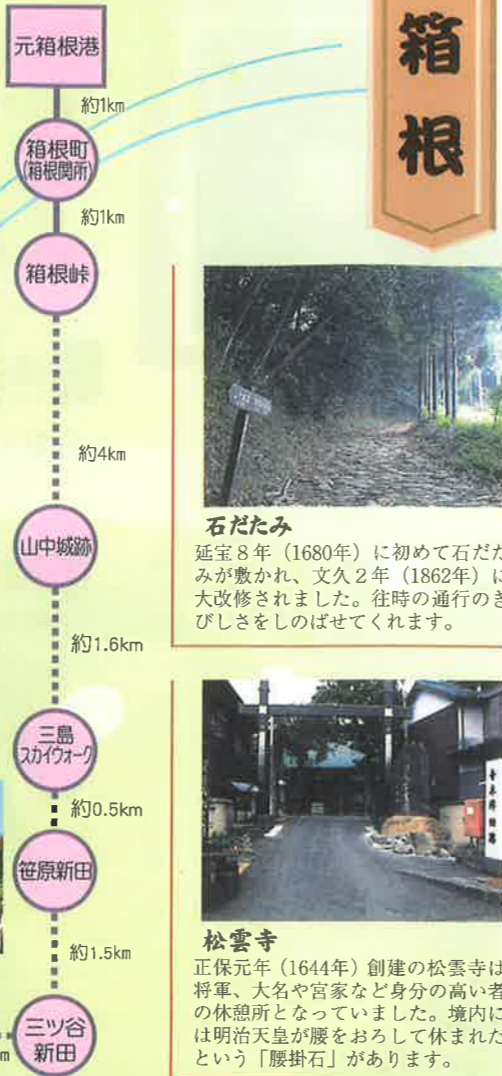 箱根
元箱根港
約1km
箱根町
(箱根関所)
約1km
箱根峠
約4km
山中城跡
約1.6km
三島
スカイウォーク
約0.5km
笹原新田
約1.5km
三ツ谷
新田
m
石だたみ
延宝8年（1680年）に初めて石だた
みが敷かれ、文久2年（1862年）に
大改修されました。往時の通行のき
びしさをしのばせてくれます。
松雲寺
正保元年（1644年）創建の松雲寺は
将軍、大名や宮家など身分の高い者
の休憩所となっていました。境内に
は明治天皇が腰をおろして休まれた
という「腰掛石」があります。